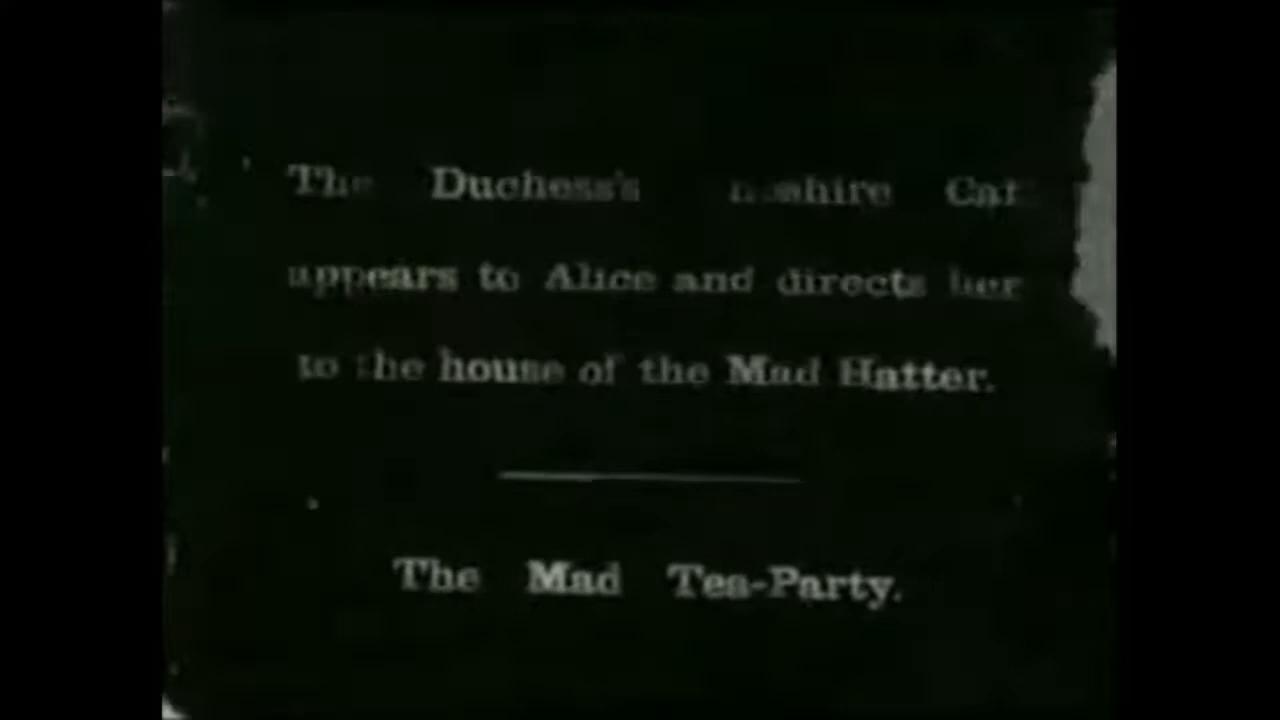 The Duchess's Cheshire Cat
appears to Alice and directs her
to the house of the Mad Hatter.
The Mad Tea-Party.